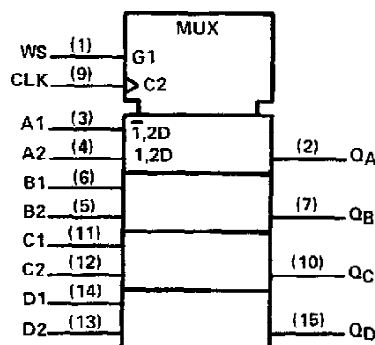 MUX
WS (1) G1
CLK (9) C2
A1 (3) 1̅,2D
A2 (4) 1,2D (2) QA
B1 (6)
B2 (5) (7) QB
C1 (11)
C2 (12) (10) QC
D1 (14)
D2 (13) (15) QD